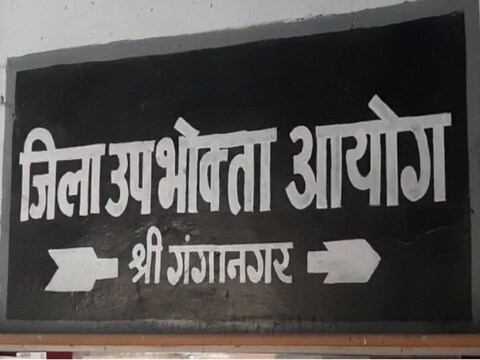 जिला उपभोक्ता आयोग
श्री गंगानगर